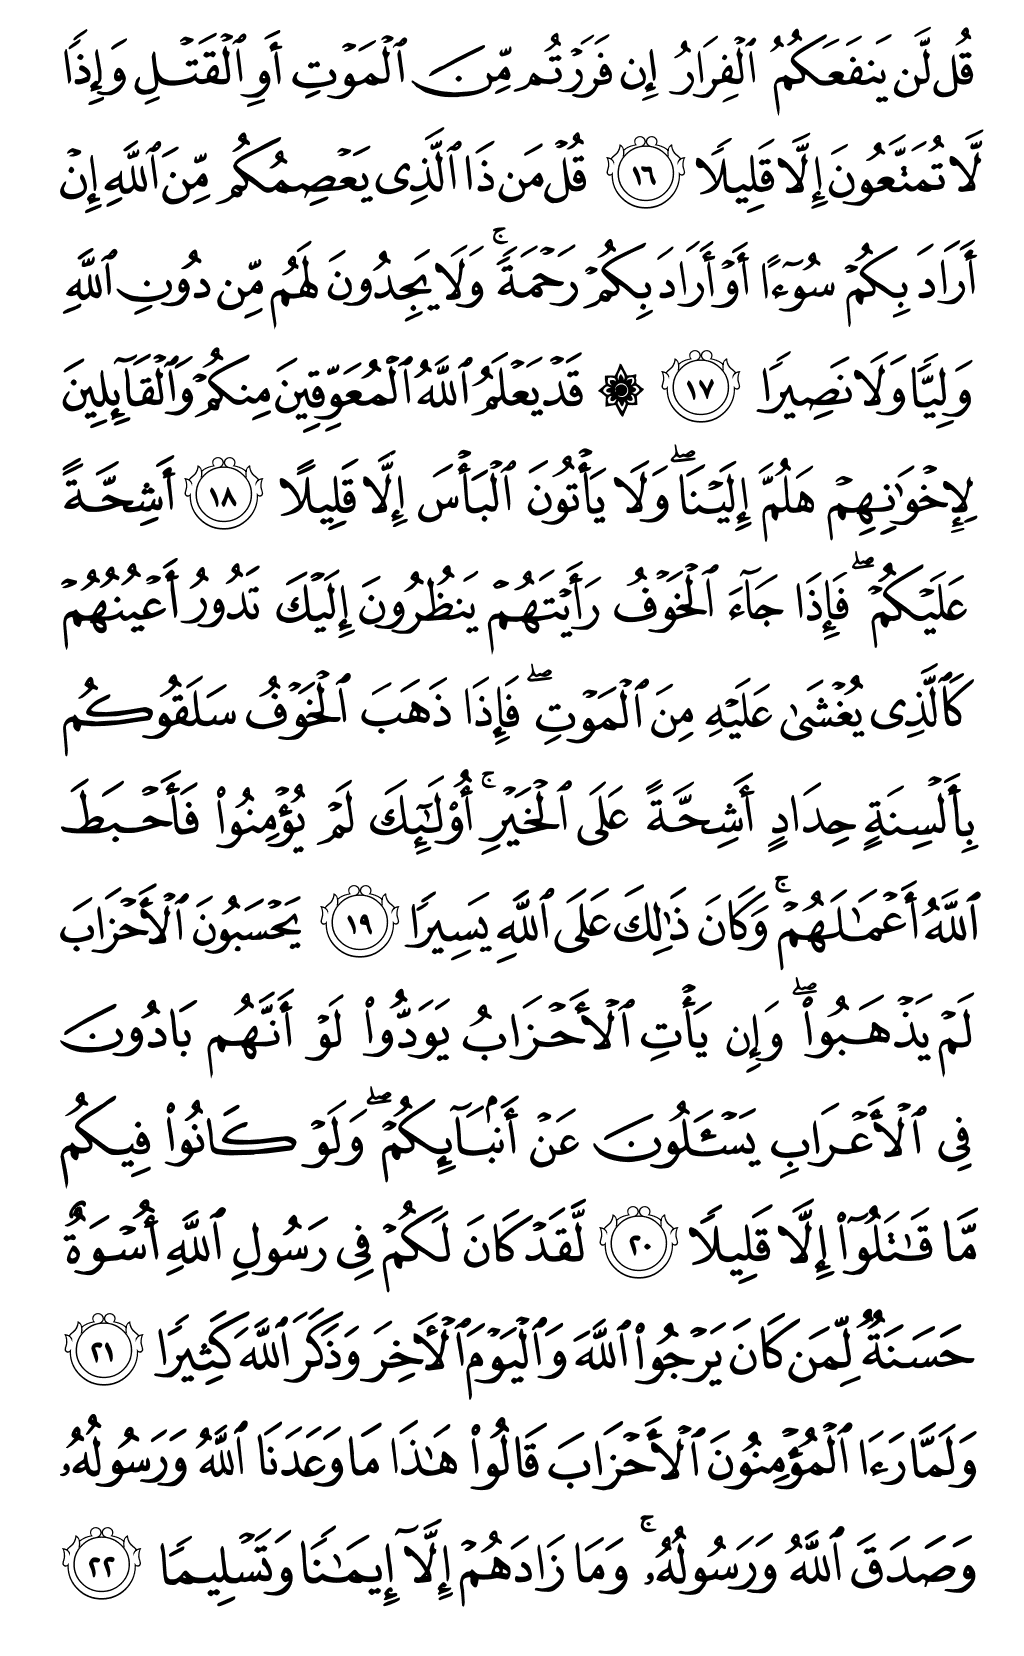 قُل لَّن يَنفَعَكُمُ ٱلْفِرَارُ إِن فَرَرْتُم مِّنَ ٱلْمَوْتِ أَوِ ٱلْقَتْلِ وَإِذًا
لَّا تُمَتَّعُونَ إِلَّا قَلِيلًا ١٦ قُلْ مَن ذَا ٱلَّذِى يَعْصِمُكُم مِّنَ ٱللَّهِ إِنْ
أَرَادَ بِكُمْ سُوٓءًا أَوْ أَرَادَ بِكُمْ رَحْمَةً ۚ وَلَا يَجِدُونَ لَهُم مِّن دُونِ ٱللَّهِ
وَلِيًّا وَلَا نَصِيرًا ١٧ ۞ قَدْ يَعْلَمُ ٱللَّهُ ٱلْمُعَوِّقِينَ مِنكُمْ وَٱلْقَآئِلِينَ
لِإِخْوَٰنِهِمْ هَلُمَّ إِلَيْنَا ۖ وَلَا يَأْتُونَ ٱلْبَأْسَ إِلَّا قَلِيلًا ١٨ أَشِحَّةً
عَلَيْكُمْ ۖ فَإِذَا جَآءَ ٱلْخَوْفُ رَأَيْتَهُمْ يَنظُرُونَ إِلَيْكَ تَدُورُ أَعْيُنُهُمْ
كَٱلَّذِى يُغْشَىٰ عَلَيْهِ مِنَ ٱلْمَوْتِ ۖ فَإِذَا ذَهَبَ ٱلْخَوْفُ سَلَقُوكُم
بِأَلْسِنَةٍ حِدَادٍ أَشِحَّةً عَلَى ٱلْخَيْرِ ۚ أُو۟لَـٰٓئِكَ لَمْ يُؤْمِنُوا۟ فَأَحْبَطَ
ٱللَّهُ أَعْمَـٰلَهُمْ ۚ وَكَانَ ذَٰلِكَ عَلَى ٱللَّهِ يَسِيرًا ١٩ يَحْسَبُونَ ٱلْأَحْزَابَ
لَمْ يَذْهَبُوا۟ ۖ وَإِن يَأْتِ ٱلْأَحْزَابُ يَوَدُّوا۟ لَوْ أَنَّهُم بَادُونَ
فِى ٱلْأَعْرَابِ يَسْـَٔلُونَ عَنْ أَنۢبَآئِكُمْ ۖ وَلَوْ كَانُوا۟ فِيكُم
مَّا قَـٰتَلُوٓا۟ إِلَّا قَلِيلًا ٢٠ لَّقَدْ كَانَ لَكُمْ فِى رَسُولِ ٱللَّهِ أُسْوَةٌ
حَسَنَةٌ لِّمَن كَانَ يَرْجُوا۟ ٱللَّهَ وَٱلْيَوْمَ ٱلْـَٔاخِرَ وَذَكَرَ ٱللَّهَ كَثِيرًا ٢١
وَلَمَّا رَءَا ٱلْمُؤْمِنُونَ ٱلْأَحْزَابَ قَالُوا۟ هَـٰذَا مَا وَعَدَنَا ٱللَّهُ وَرَسُولُهُۥ
وَصَدَقَ ٱللَّهُ وَرَسُولُهُۥ ۚ وَمَا زَادَهُمْ إِلَّآ إِيمَـٰنًا وَتَسْلِيمًا ٢٢